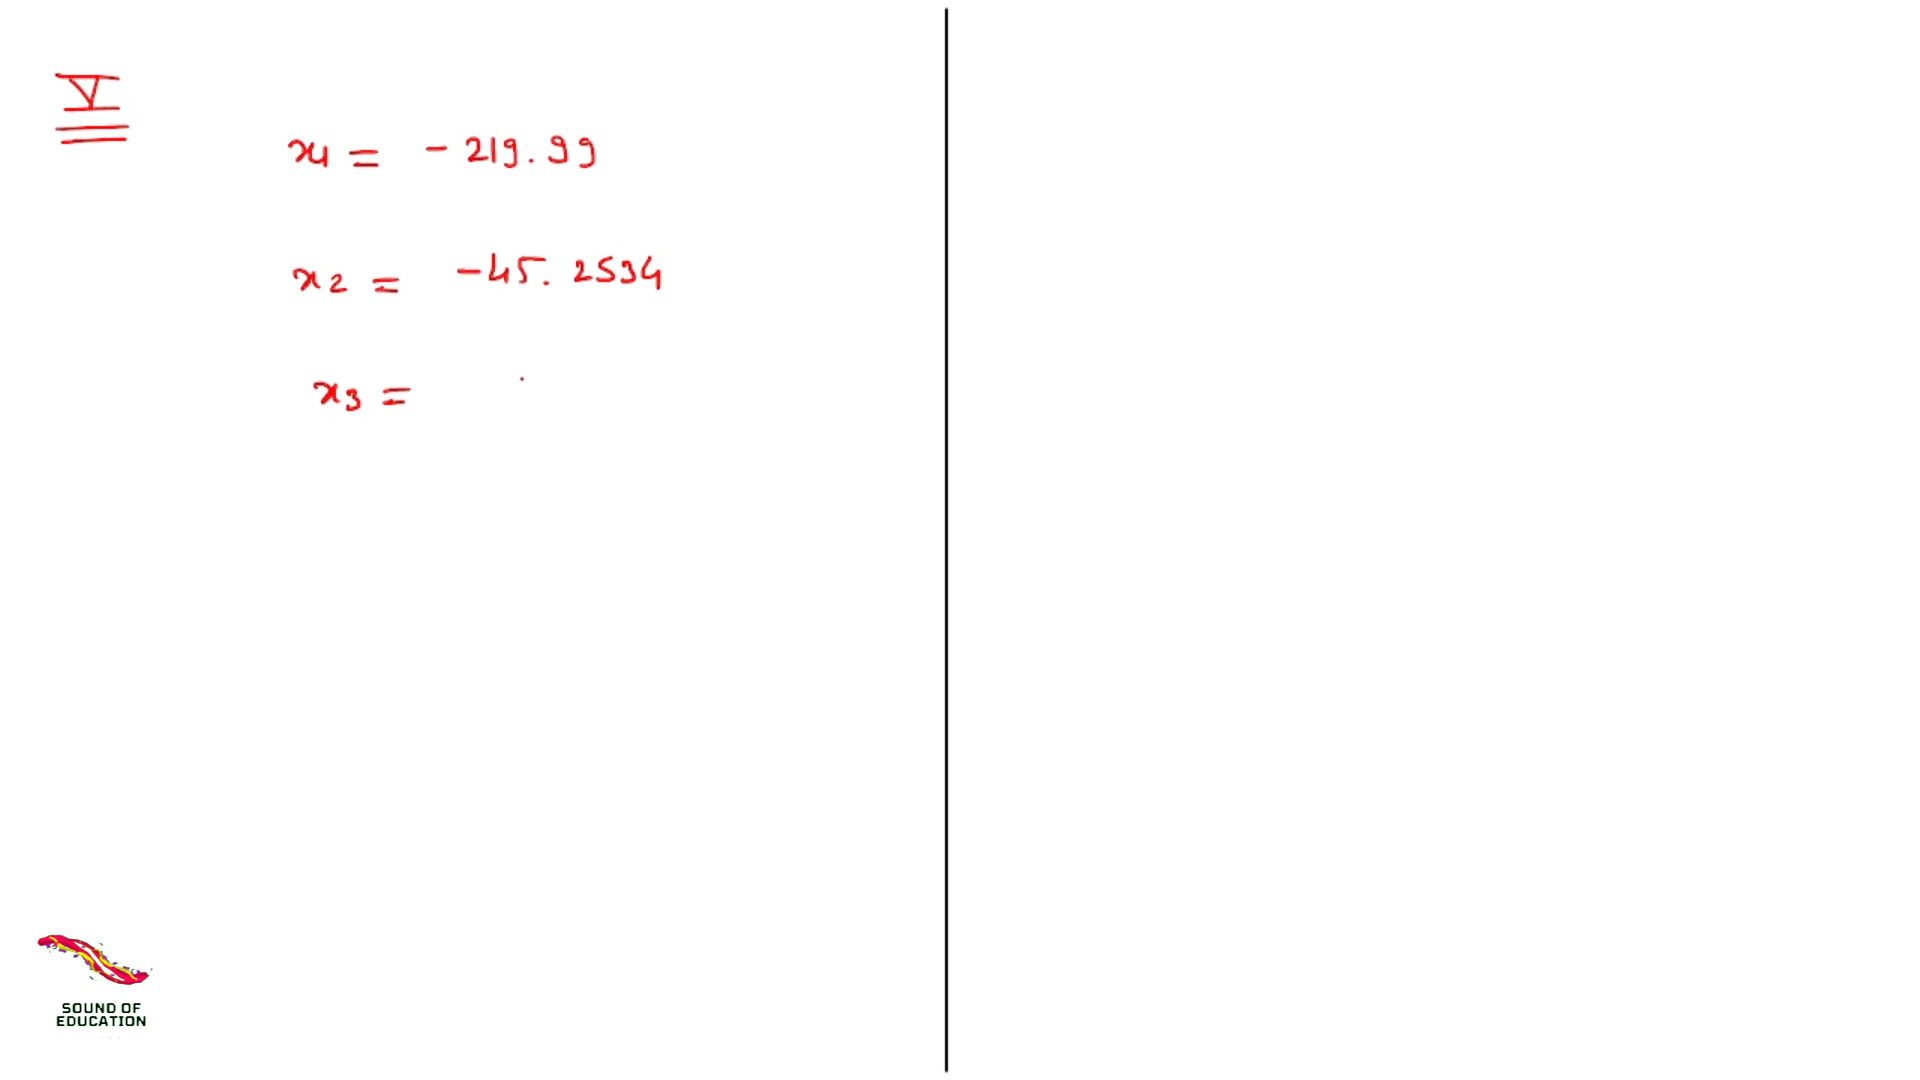 V
x1 = - 219.99
x2 = -45.2534
x3 =
SOUND OF
EDUCATION